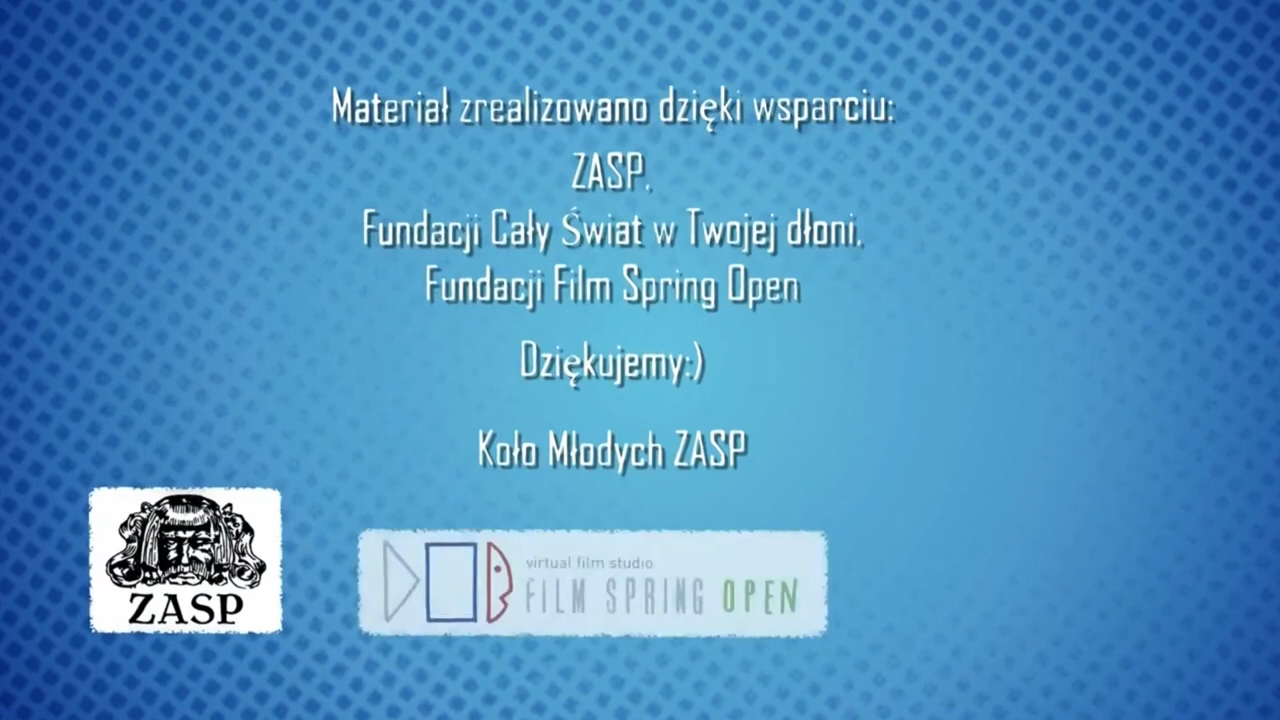 Materiał zrealizowano dzięki wsparciu:
ZASP,
Fundacji Cały Świat w Twojej dłoni,
Fundacji Film Spring Open
Dziękujemy:)
Koło Młodych ZASP
ZASP
virtual film studio
FILM SPRING OPEN